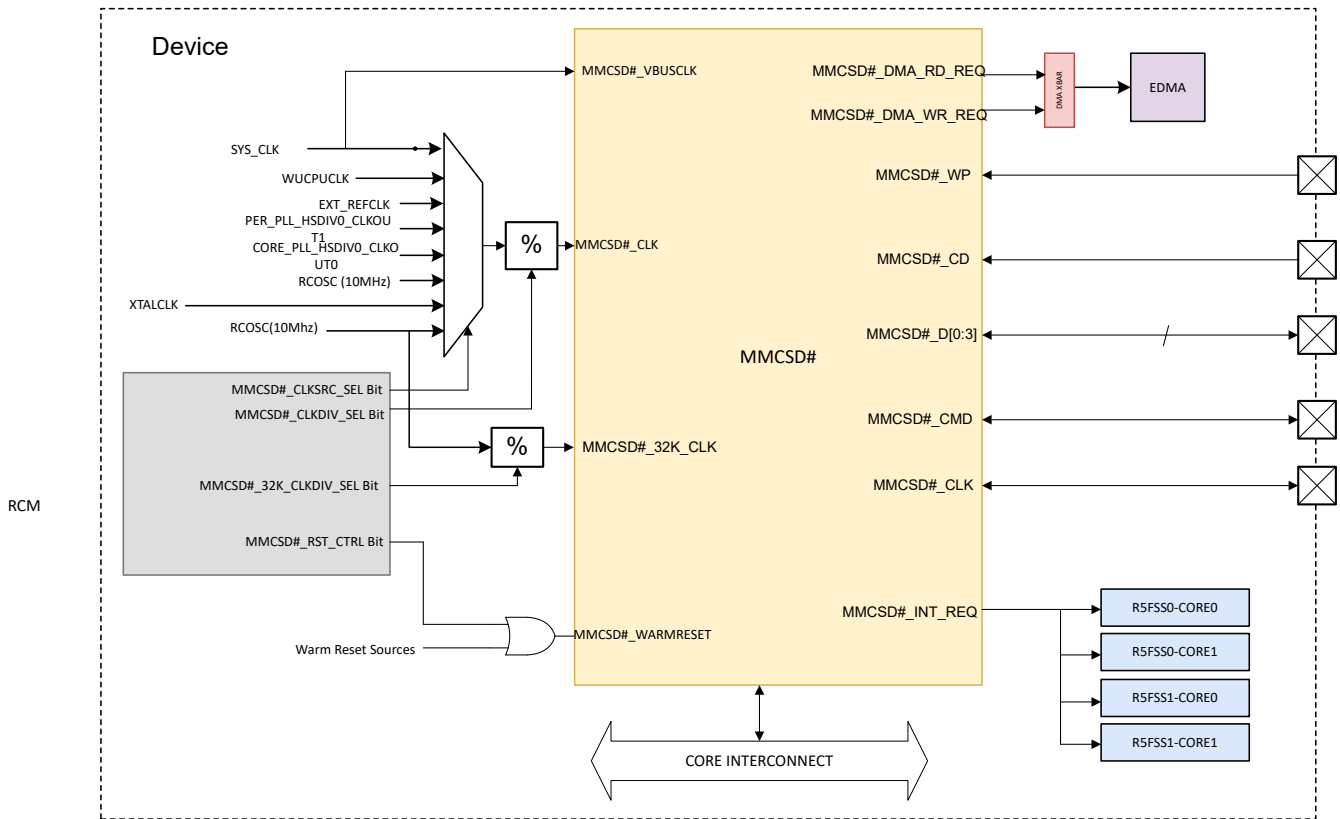 Device
MMCSD#_VBUSCLK
SYS_CLK
WUCPUCLK
EXT_REFCLK
PER_PLL_HSDIV0_CLKOU
T1
CORE_PLL_HSDIV0_CLKO
UT0
RCOSC (10MHz)
XTALCLK
RCOSC(10Mhz)
%
MMCSD#_CLK
MMCSD#_CLKSRC_SEL Bit
MMCSD#_CLKDIV_SEL Bit
%
MMCSD#_32K_CLK
MMCSD#_32K_CLKDIV_SEL Bit
RCM
MMCSD#_RST_CTRL Bit
Warm Reset Sources
MMCSD#_WARMRESET
MMCSD#
MMCSD#_DMA_RD_REQ
MMCSD#_DMA_WR_REQ
DMA XBAR
EDMA
MMCSD#_WP
MMCSD#_CD
MMCSD#_D[0:3]
MMCSD#_CMD
MMCSD#_CLK
MMCSD#_INT_REQ
R5FSS0-CORE0
R5FSS0-CORE1
R5FSS1-CORE0
R5FSS1-CORE1
CORE INTERCONNECT